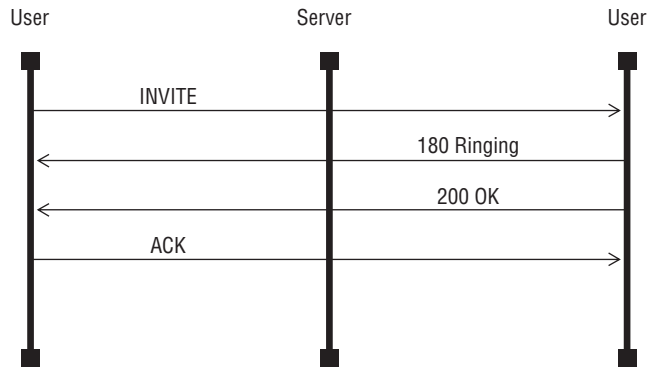 User
Server
User
INVITE
180 Ringing
200 OK
ACK